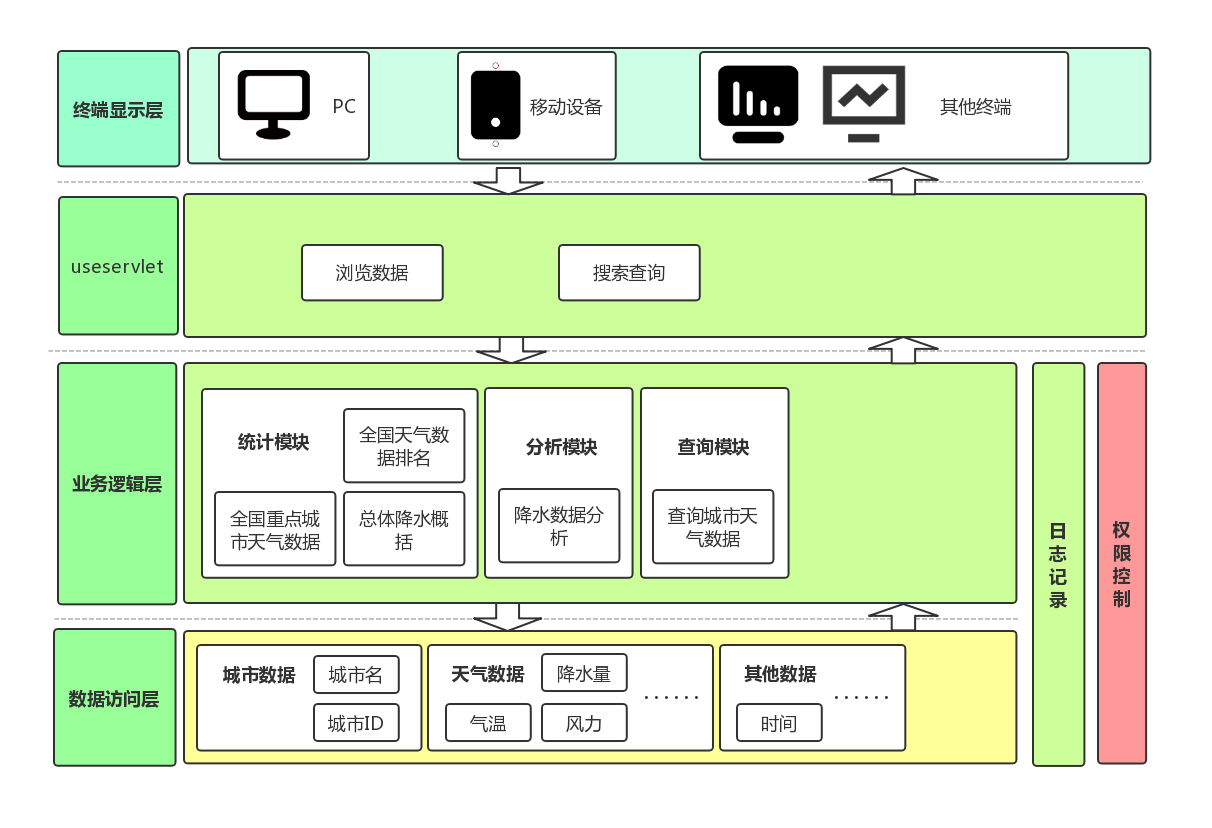 终端显示层
PC
移动设备
其他终端
useservlet
浏览数据
搜索查询
业务逻辑层
统计模块
全国天气数
据排名
全国重点城
市天气数据
总体降水概
括
分析模块
降水数据分
析
查询模块
查询城市天
气数据
日
志
记
录
权
限
控
制
数据访问层
城市数据
城市名
城市ID
天气数据
降水量
······
气温
风力
其他数据
······
时间